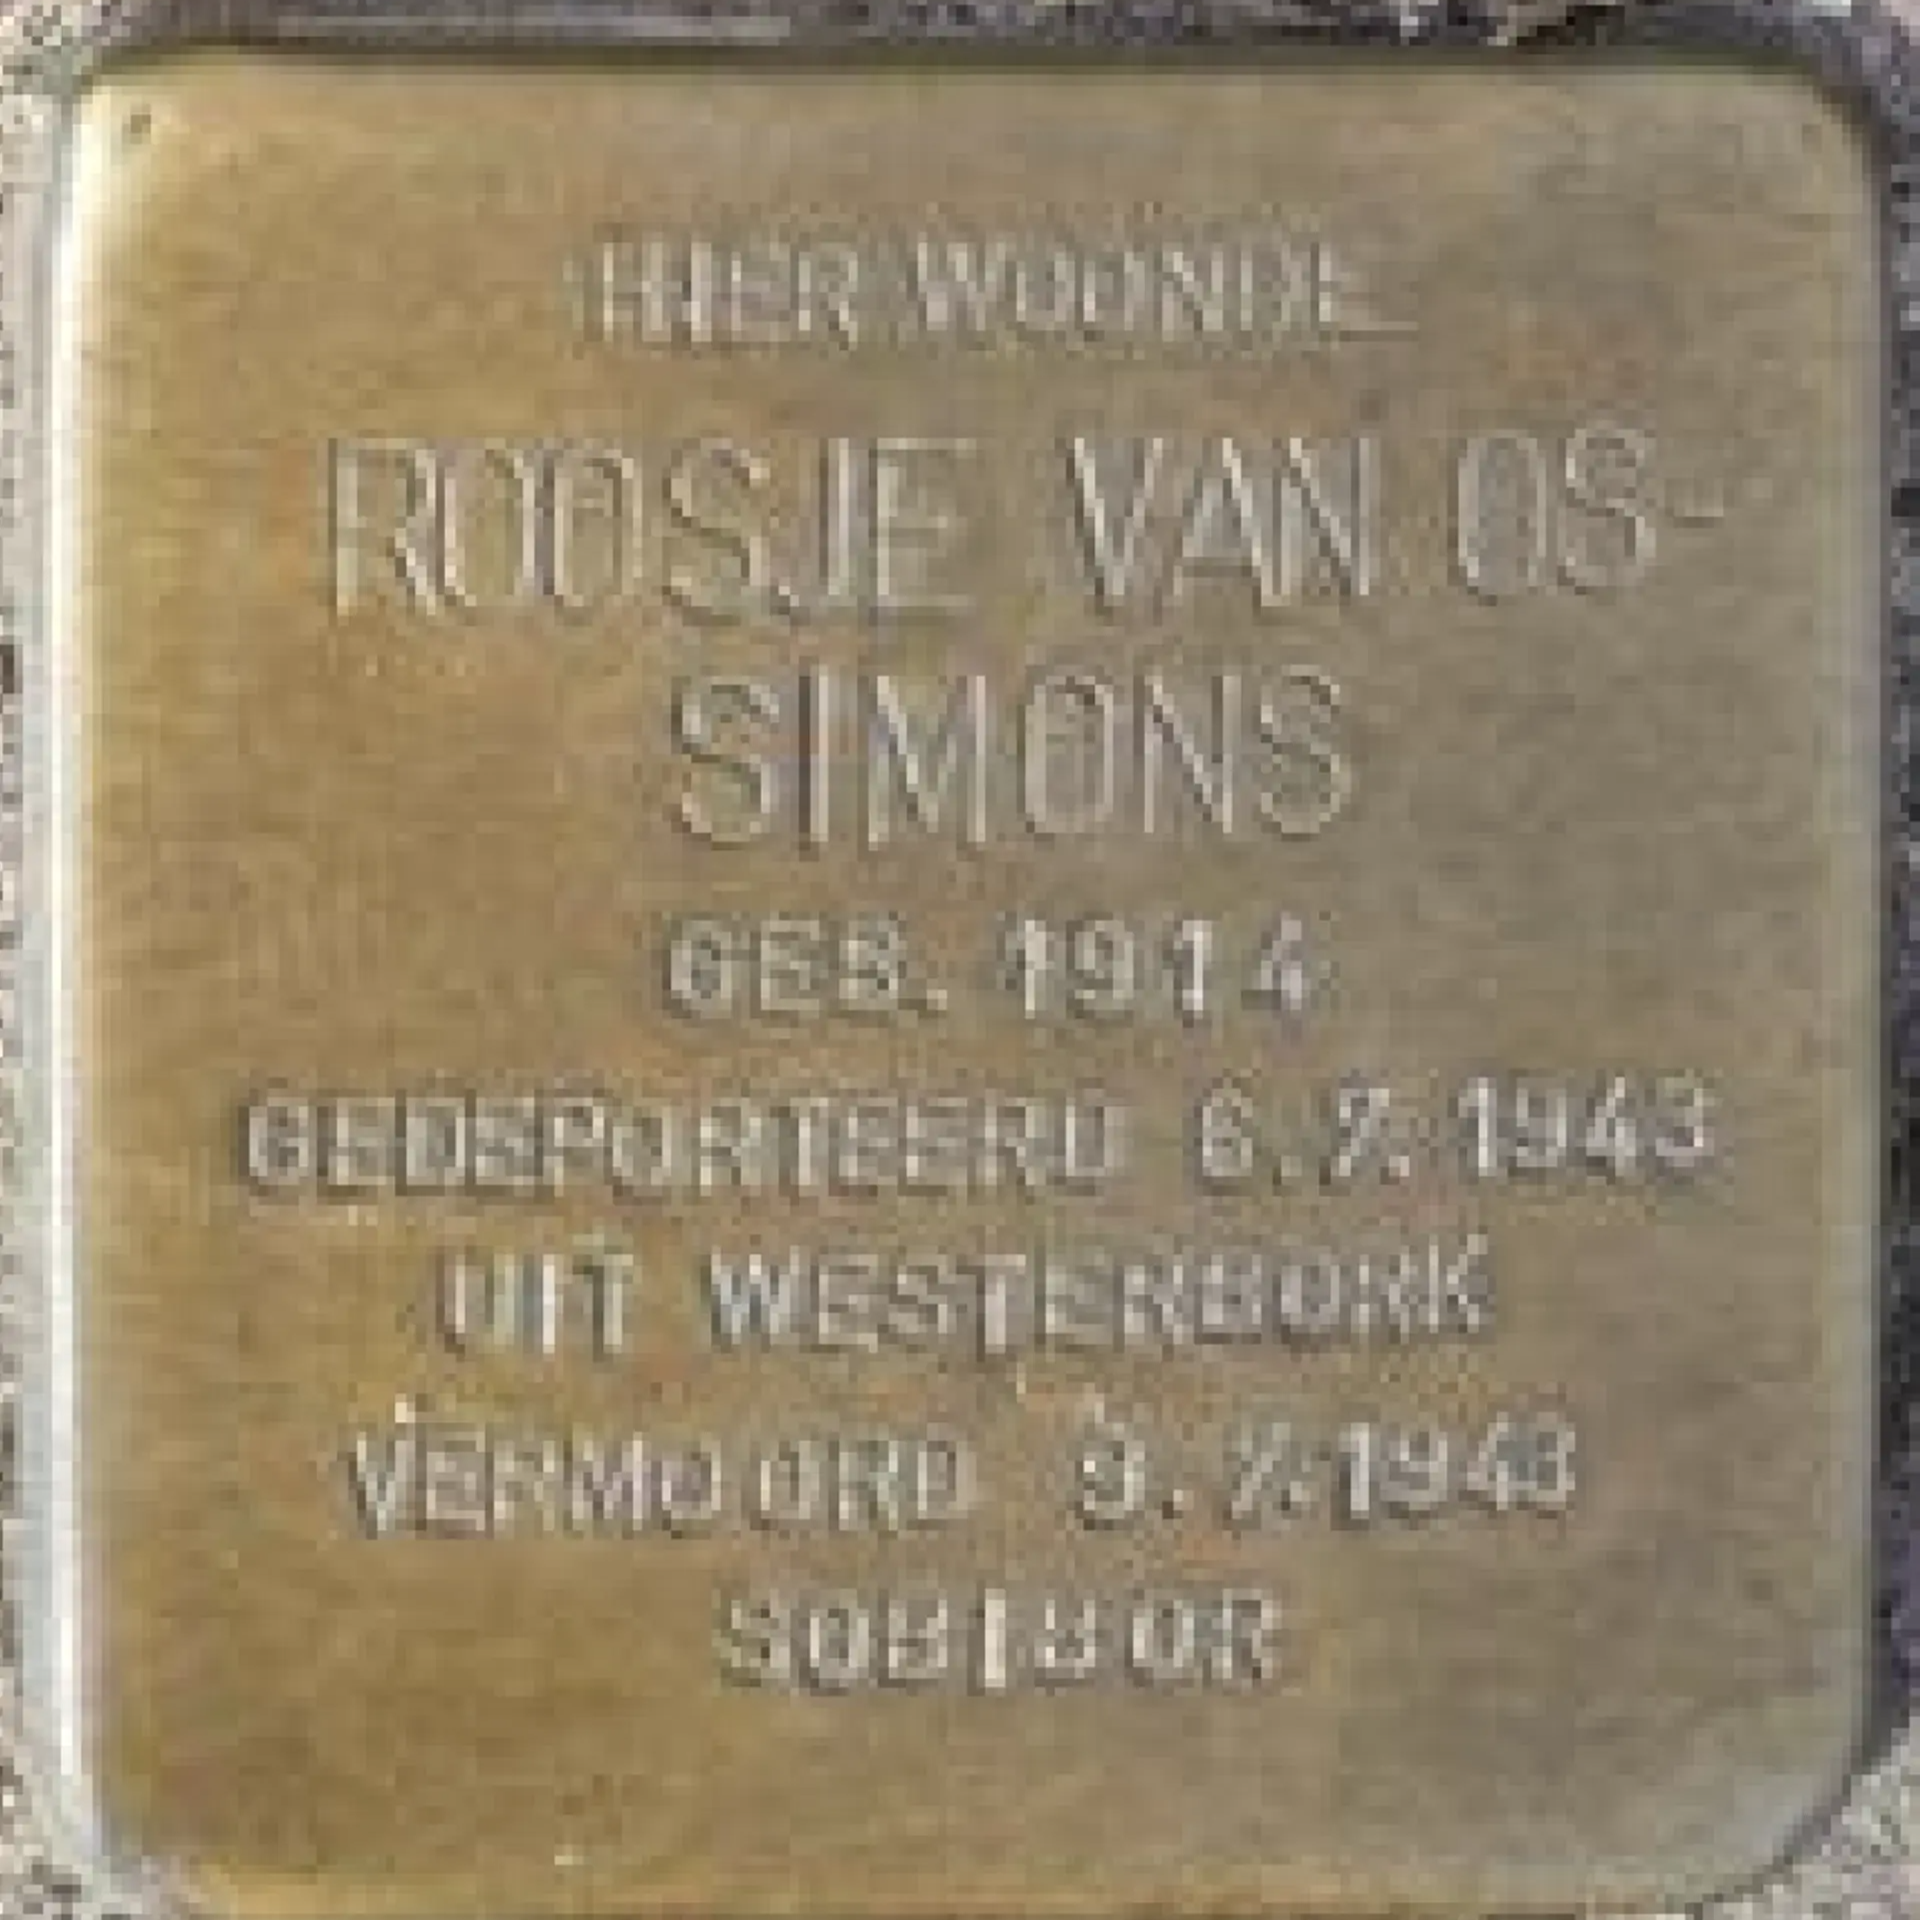 HIER WOONDE
ROOSJE VAN OS-
SIMONS
GEB. 1914
GEDEPORTEERD 6.7.1943
UIT WESTERBORK
VERMOORD 9.7.1943
SOBIBOR